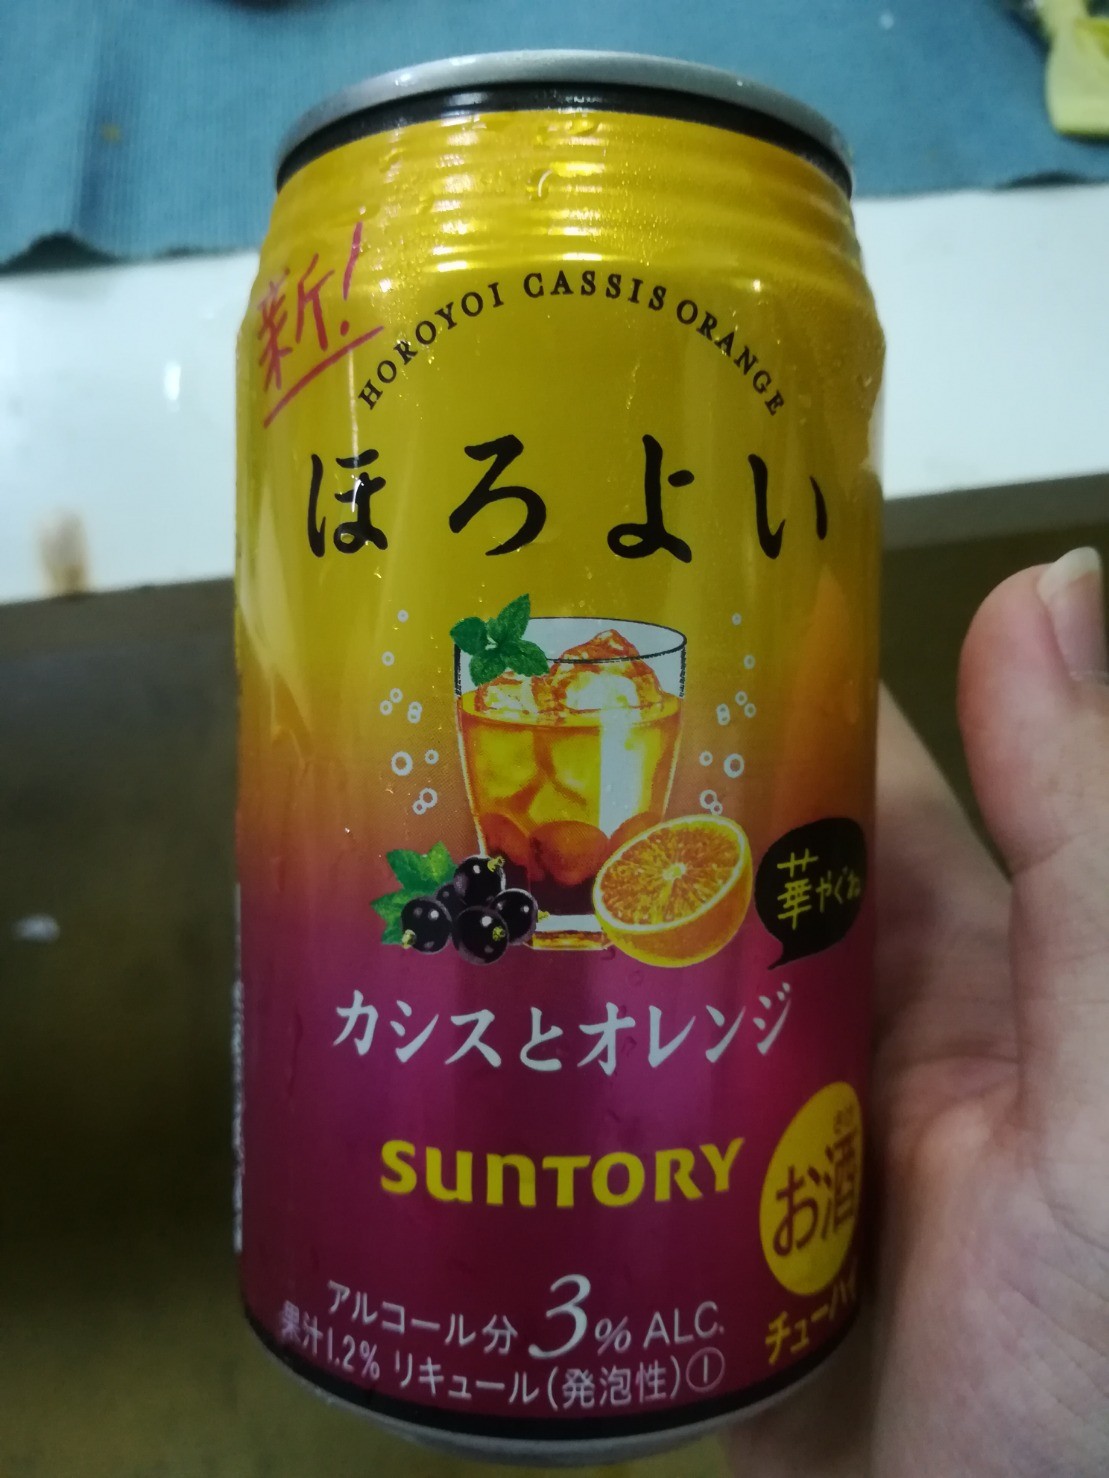 新!
HOROYOI CASSIS ORANGE
ほろよい
華やぐね
カシスとオレンジ
SUNTORY
お酒
チューハイ
アルコール分 3% ALC.
果汁1.2% リキュール(発泡性)①